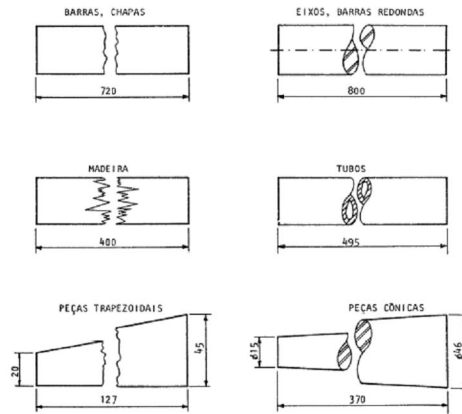 BARRAS, CHAPAS
EIXOS, BARRAS REDONDAS
720
800
MADEIRA
TUBOS
400
495
PEÇAS TRAPEZOIDAIS
PEÇAS CÔNICAS
20
45
ø15
ø46
127
370